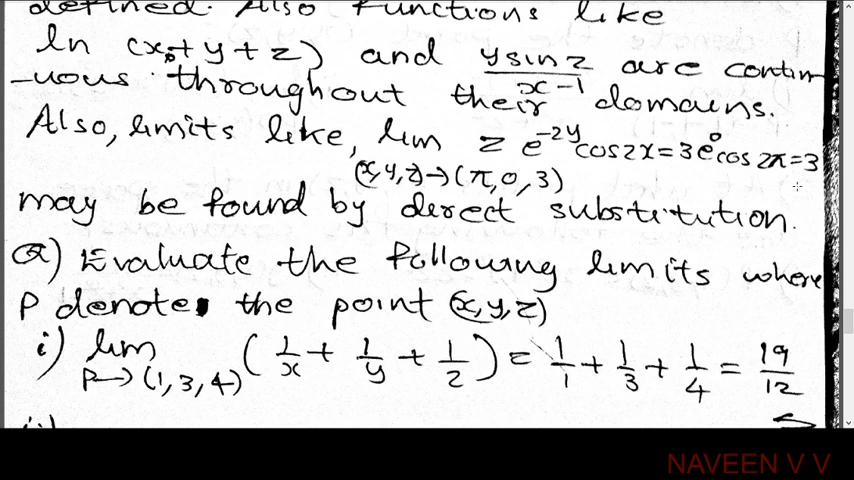 defined. Also Functions like
ln (x + y + z) and y sin z / x - 1 are contin
-uous throughout their domains.
Also, limits like, lim z e^-2y cos 2x = 3e^0 cos 2π = 3
(x, y, z) → (π, 0, 3)
may be found by derect substitution.
Q) Evaluate the following limits where
P denotes the point (x, y, z)
i) lim (1/x + 1/y + 1/z) = 1/1 + 1/3 + 1/4 = 19/12
P → (1, 3, 4)
NAVEEN V V